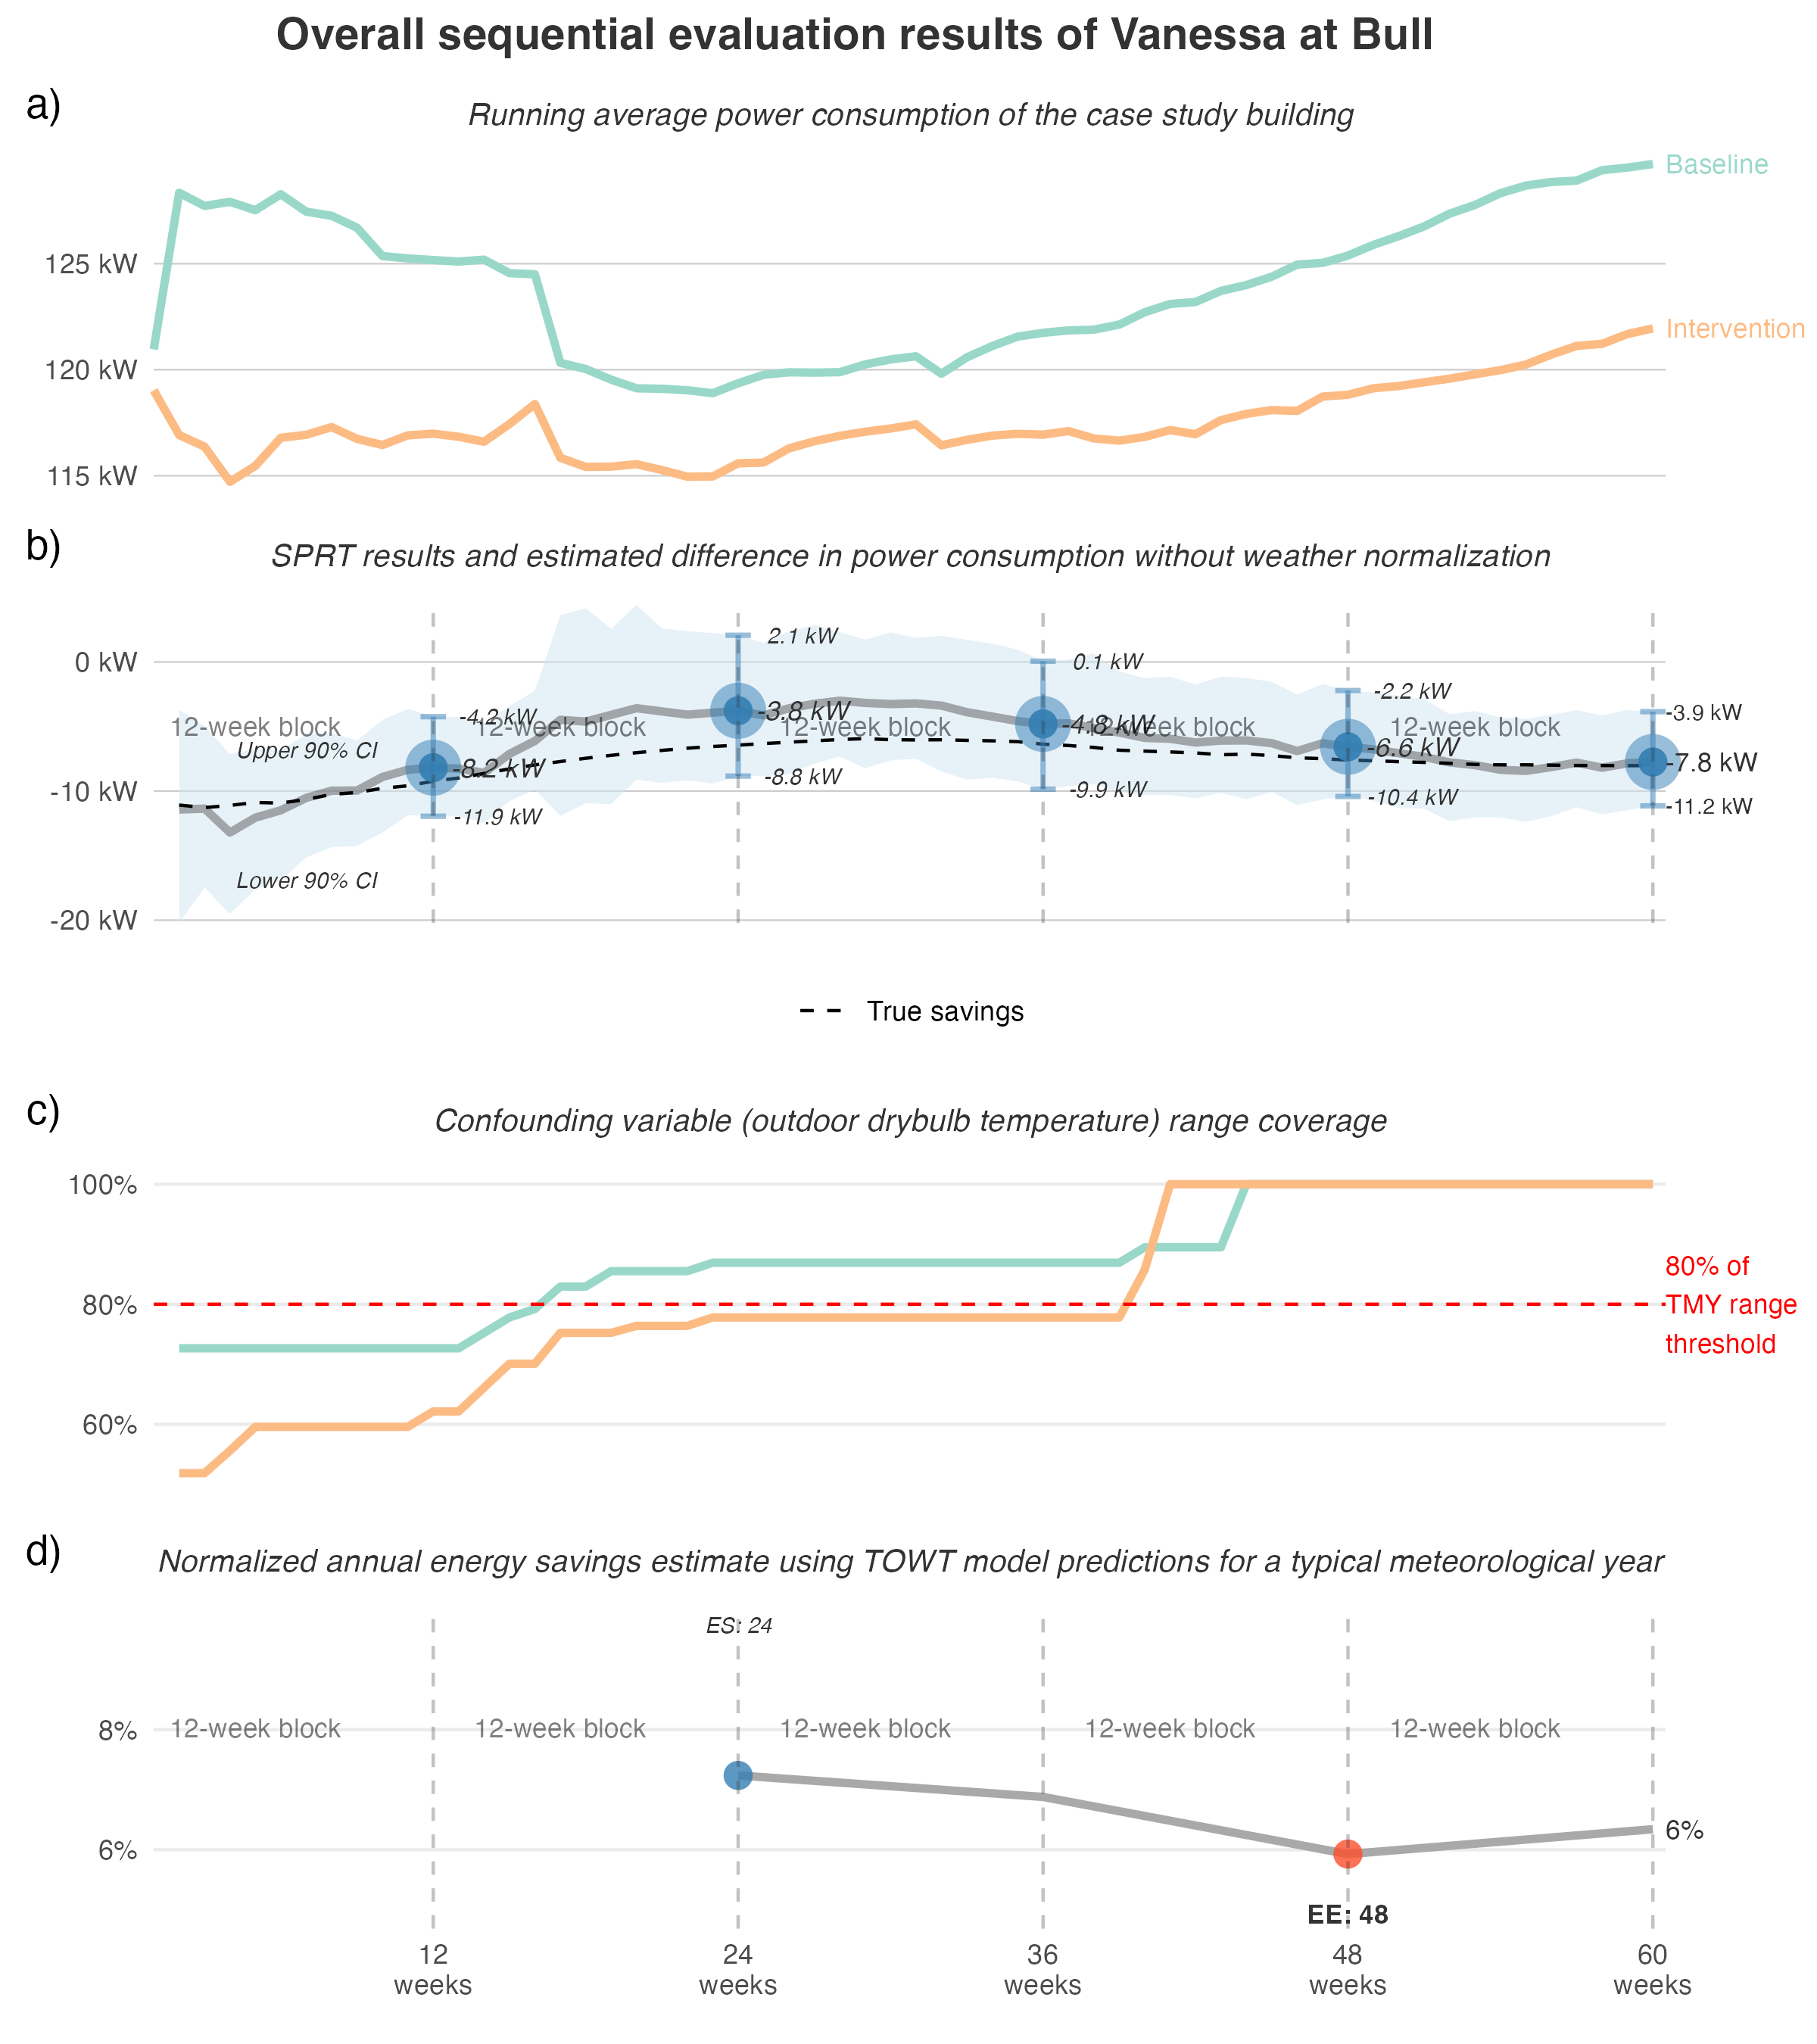 Overall sequential evaluation results of Vanessa at Bull
a)
Running average power consumption of the case study building
Baseline
125 kW
Intervention
120 kW
115 kW
b)
SPRT results and estimated difference in power consumption without weather normalization
2.1 kW
0 kW
0.1 kW
-2.2 kW
-4.2 kW
-3.8 kW
-3.9 kW
12-week block
12-week block
12-week block
-4.8 kW
12-week block
12-week block
Upper 90% CI
-6.6 kW
-8.2 kW
-7.8 kW
-8.8 kW
-10 kW
-9.9 kW
-10.4 kW
-11.2 kW
-11.9 kW
Lower 90% CI
-20 kW
True savings
c)
Confounding variable (outdoor drybulb temperature) range coverage
100%
80%
60%
80% of
TMY range
threshold
d)
Normalized annual energy savings estimate using TOWT model predictions for a typical meteorological year
ES: 24
8%
12-week block
12-week block
12-week block
12-week block
12-week block
6%
6%
EE: 48
12
weeks
24
weeks
36
weeks
48
weeks
60
weeks